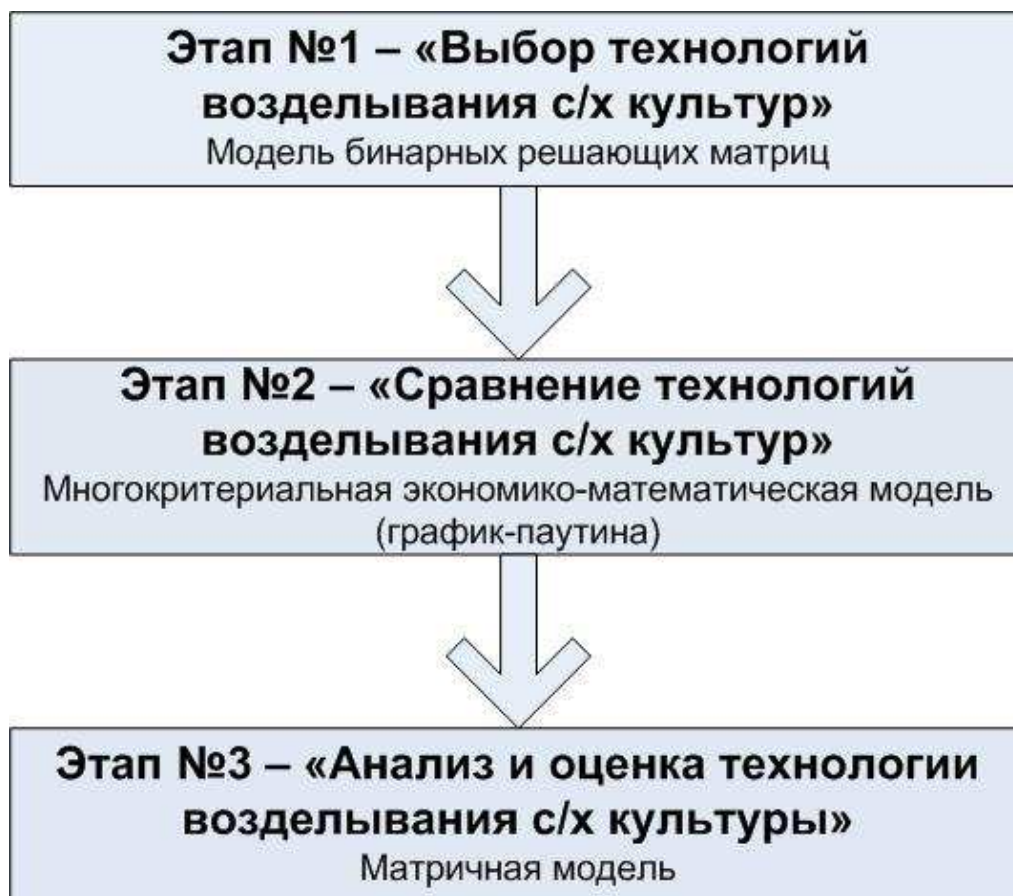 Этап №1 – «Выбор технологий
возделывания с/х культур»
Модель бинарных решающих матриц
Этап №2 – «Сравнение технологий
возделывания с/х культур»
Многокритериальная экономико-математическая модель
(график-паутина)
Этап №3 – «Анализ и оценка технологии
возделывания с/х культуры»
Матричная модель